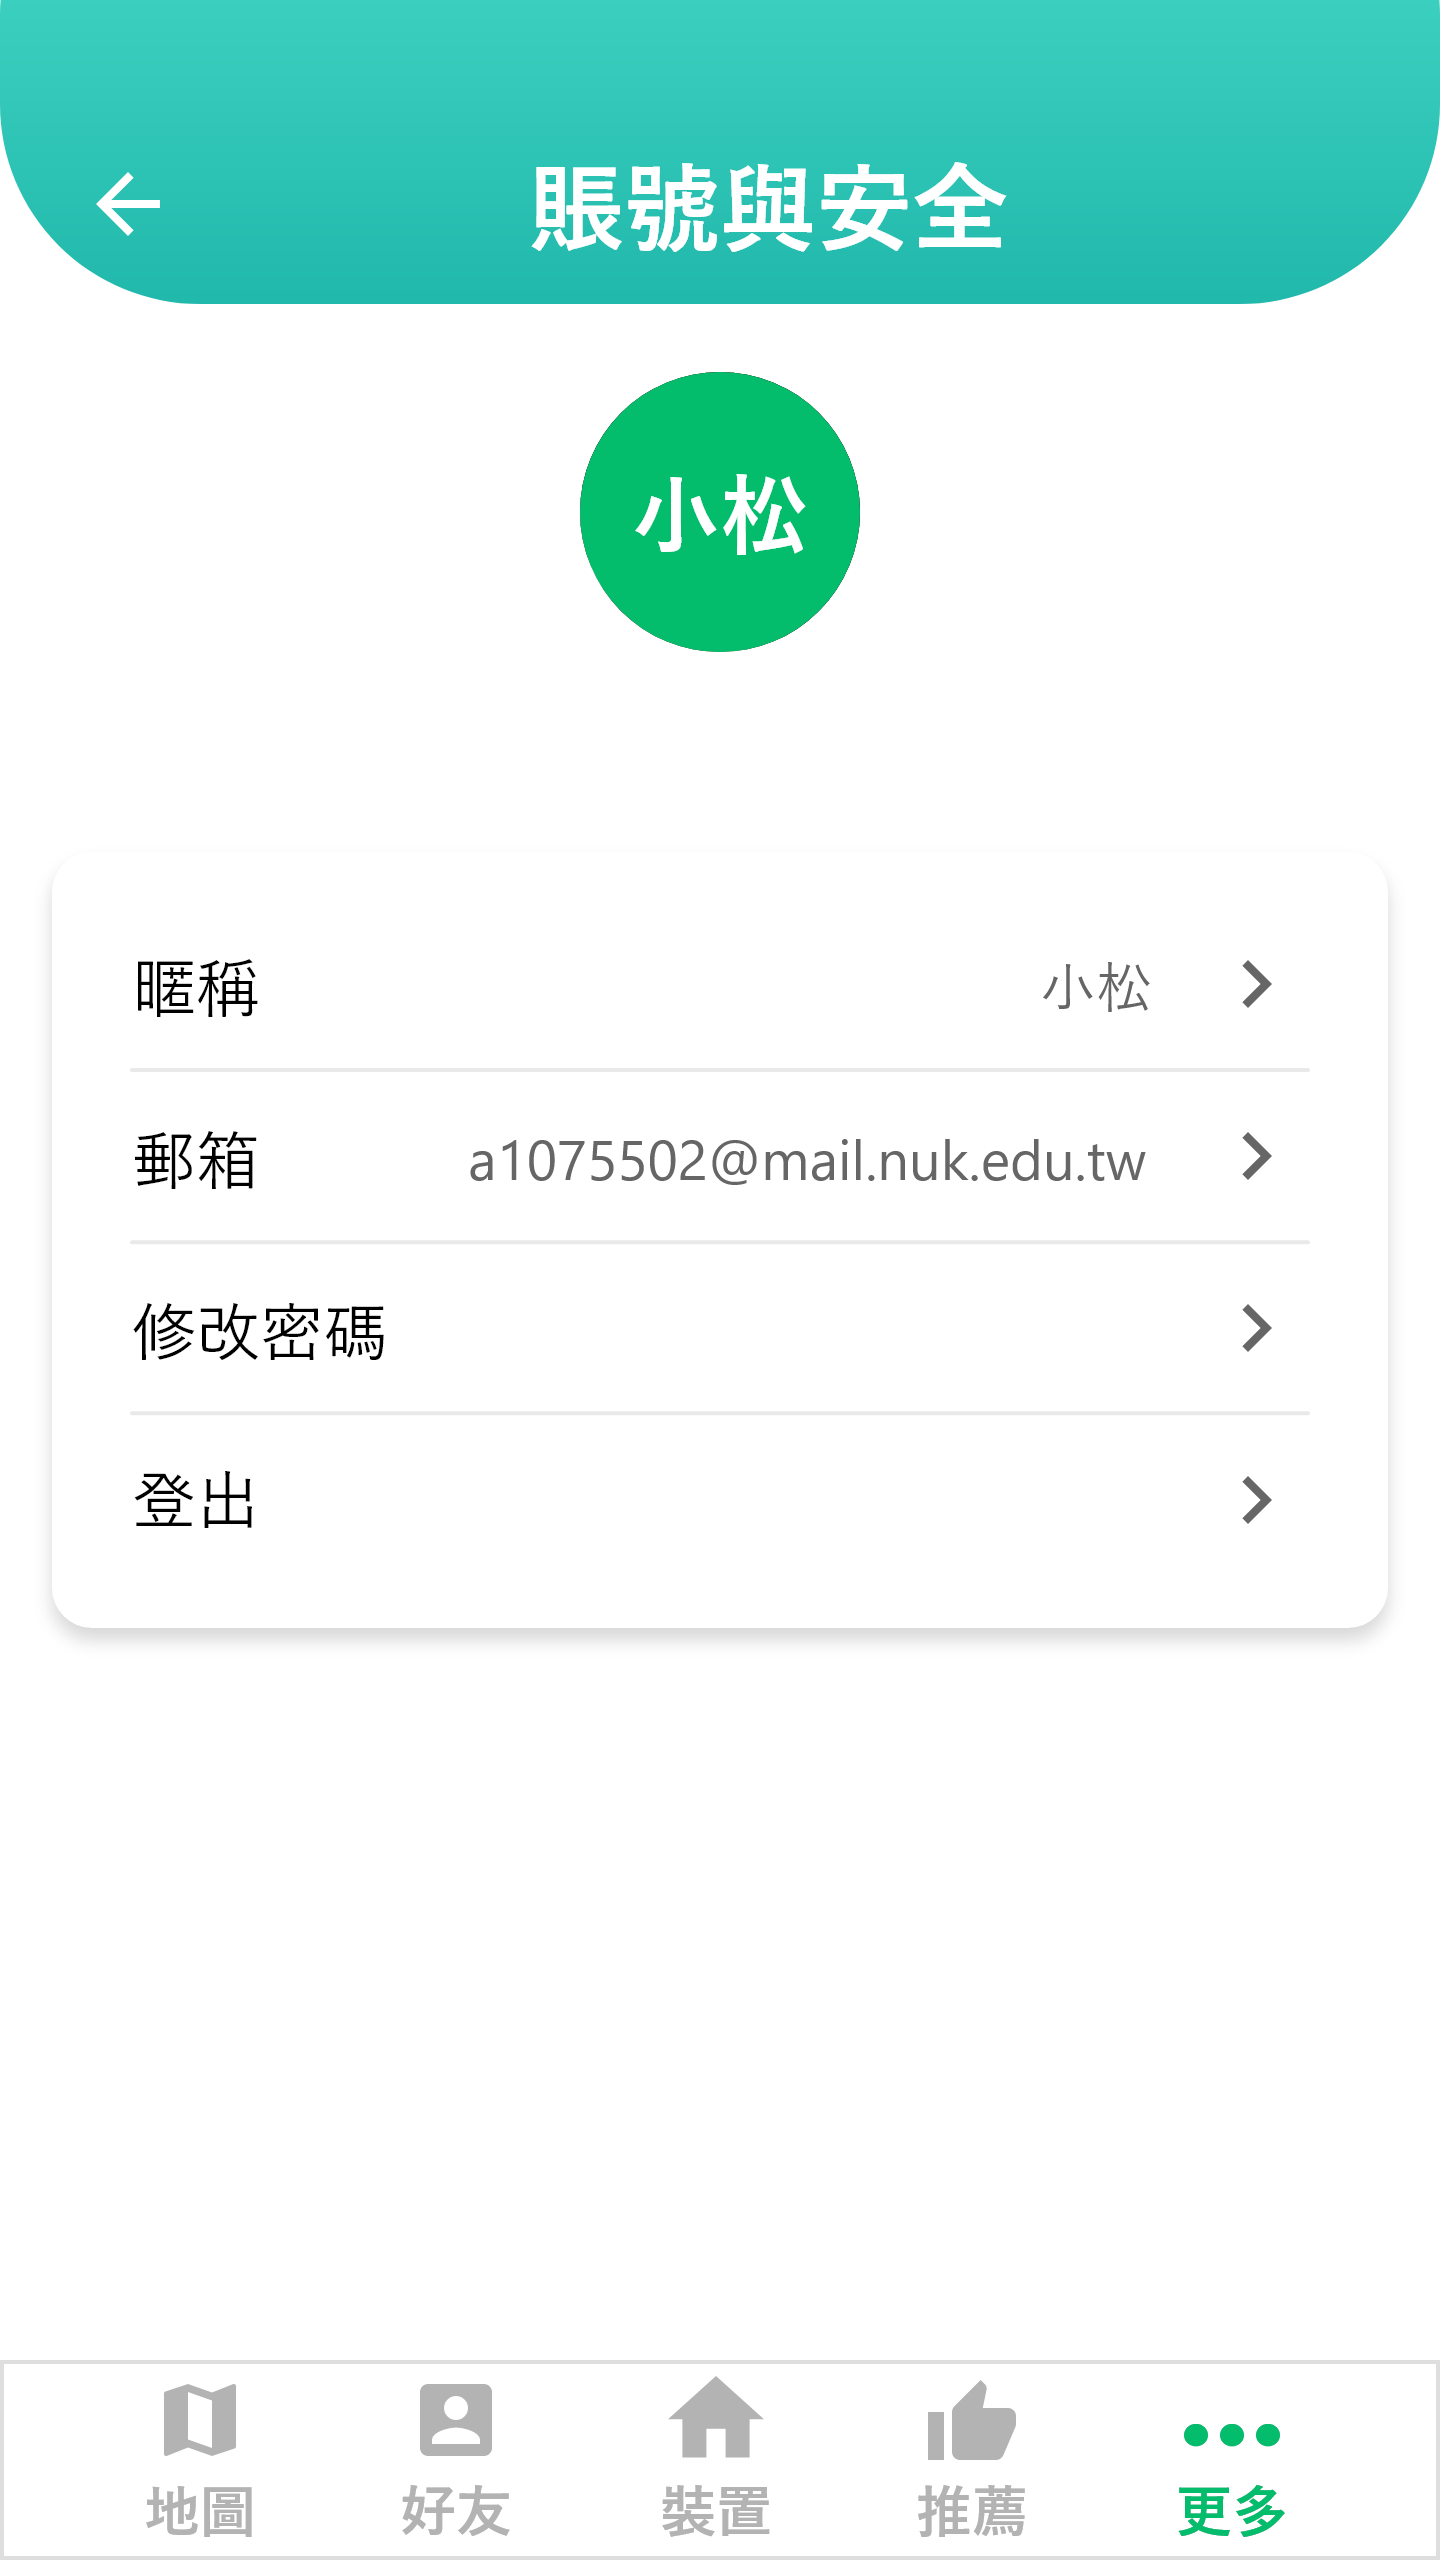 賬號與安全
小松
暱稱 小松
郵箱 a1075502@mail.nuk.edu.tw
修改密碼
登出
地圖 好友 裝置 推薦 更多